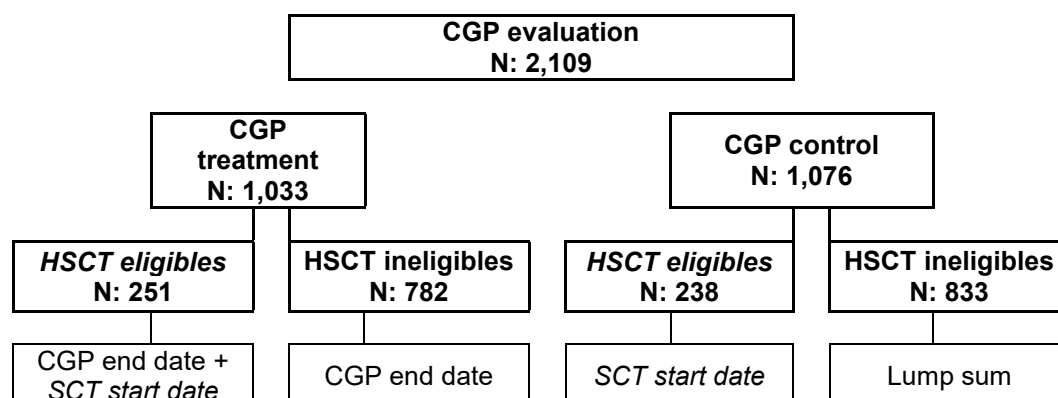 CGP evaluation
N: 2,109
CGP
treatment
N: 1,033
CGP control
N: 1,076
HSCT eligibles
N: 251
HSCT ineligibles
N: 782
HSCT eligibles
N: 238
HSCT ineligibles
N: 833
CGP end date +
SCT start date
CGP end date
SCT start date
Lump sum